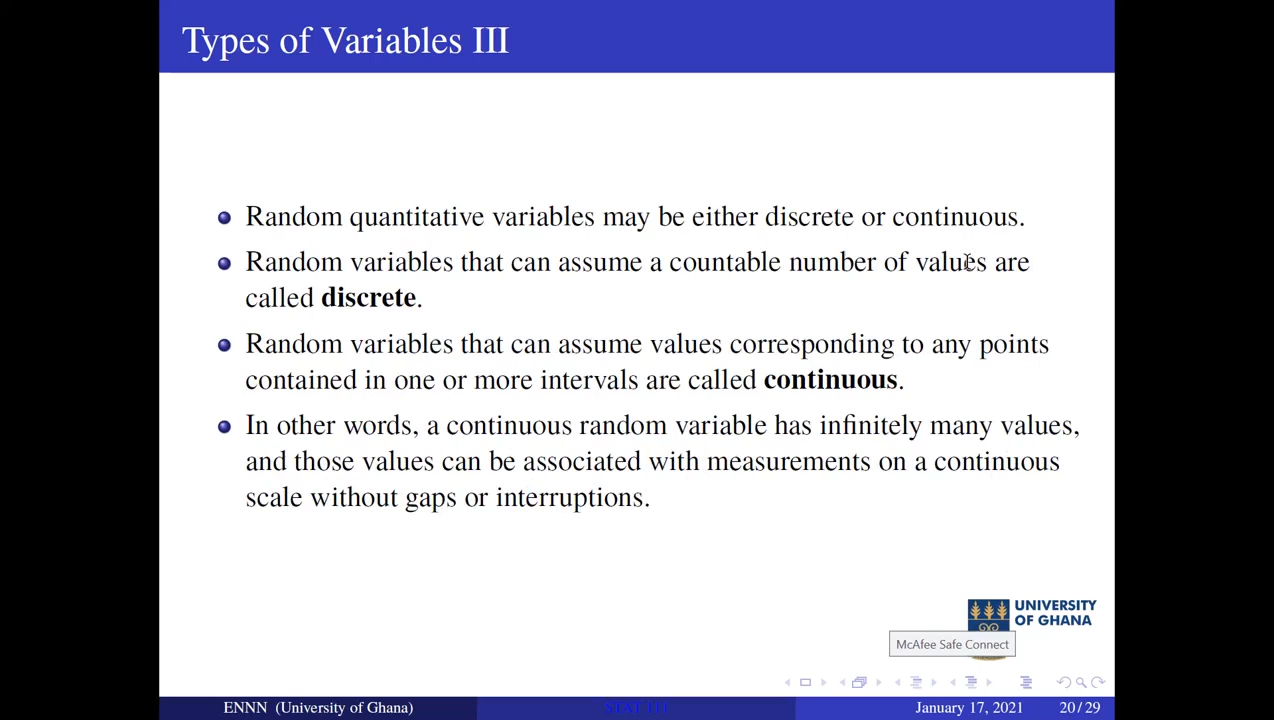 Types of Variables III
Random quantitative variables may be either discrete or continuous.
Random variables that can assume a countable number of values are
called discrete.
Random variables that can assume values corresponding to any points
contained in one or more intervals are called continuous.
In other words, a continuous random variable has infinitely many values,
and those values can be associated with measurements on a continuous
scale without gaps or interruptions.
UNIVERSITY
OF GHANA
McAfee Safe Connect
ENNN (University of Ghana) STAT 111 January 17, 2021 20 / 29